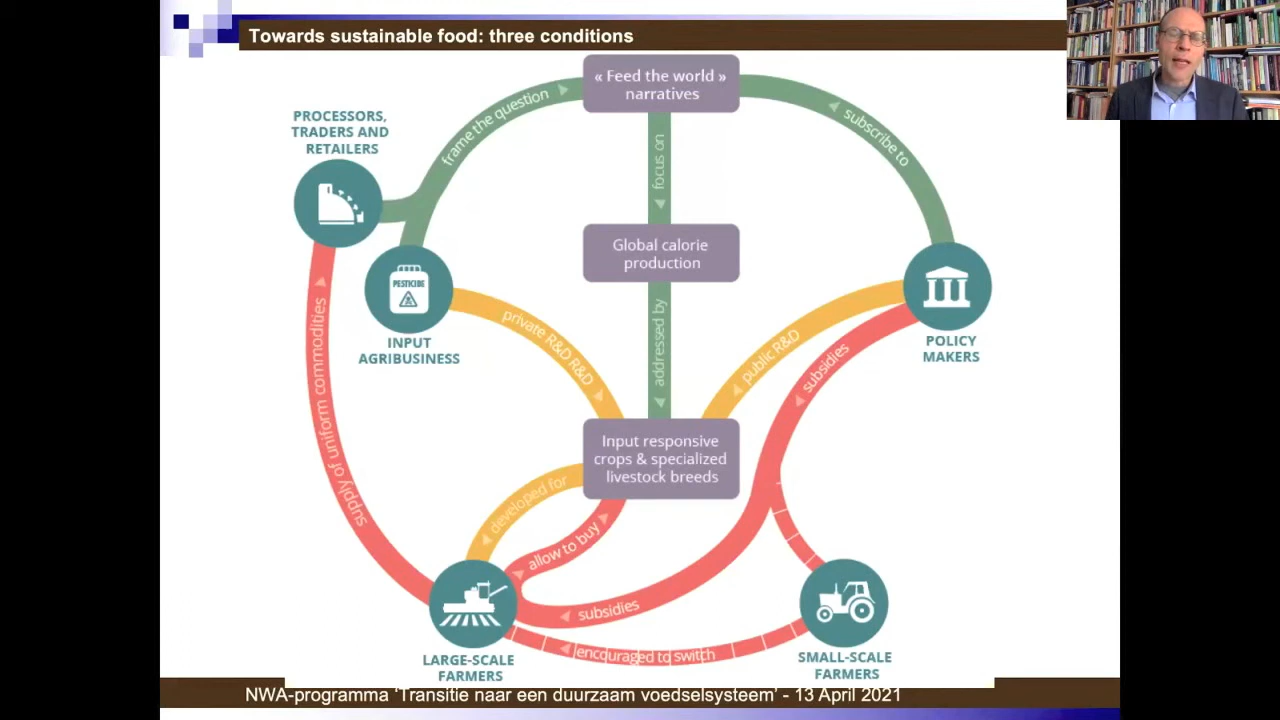 Towards sustainable food: three conditions
« Feed the world »
narratives
PROCESSORS,
TRADERS AND
RETAILERS
frame the question
subscribe to
focus on
Global calorie
production
PESTICIDE
INPUT
AGRIBUSINESS
private R&D R&D
addressed by
public R&D
subsidies
POLICY
MAKERS
supply of uniform commodities
Input responsive
crops & specialized
livestock breeds
developed for
allow to buy
subsidies
encouraged to switch
LARGE-SCALE
FARMERS
SMALL-SCALE
FARMERS
NWA-programma ‘Transitie naar een duurzaam voedselsysteem’ - 13 April 2021